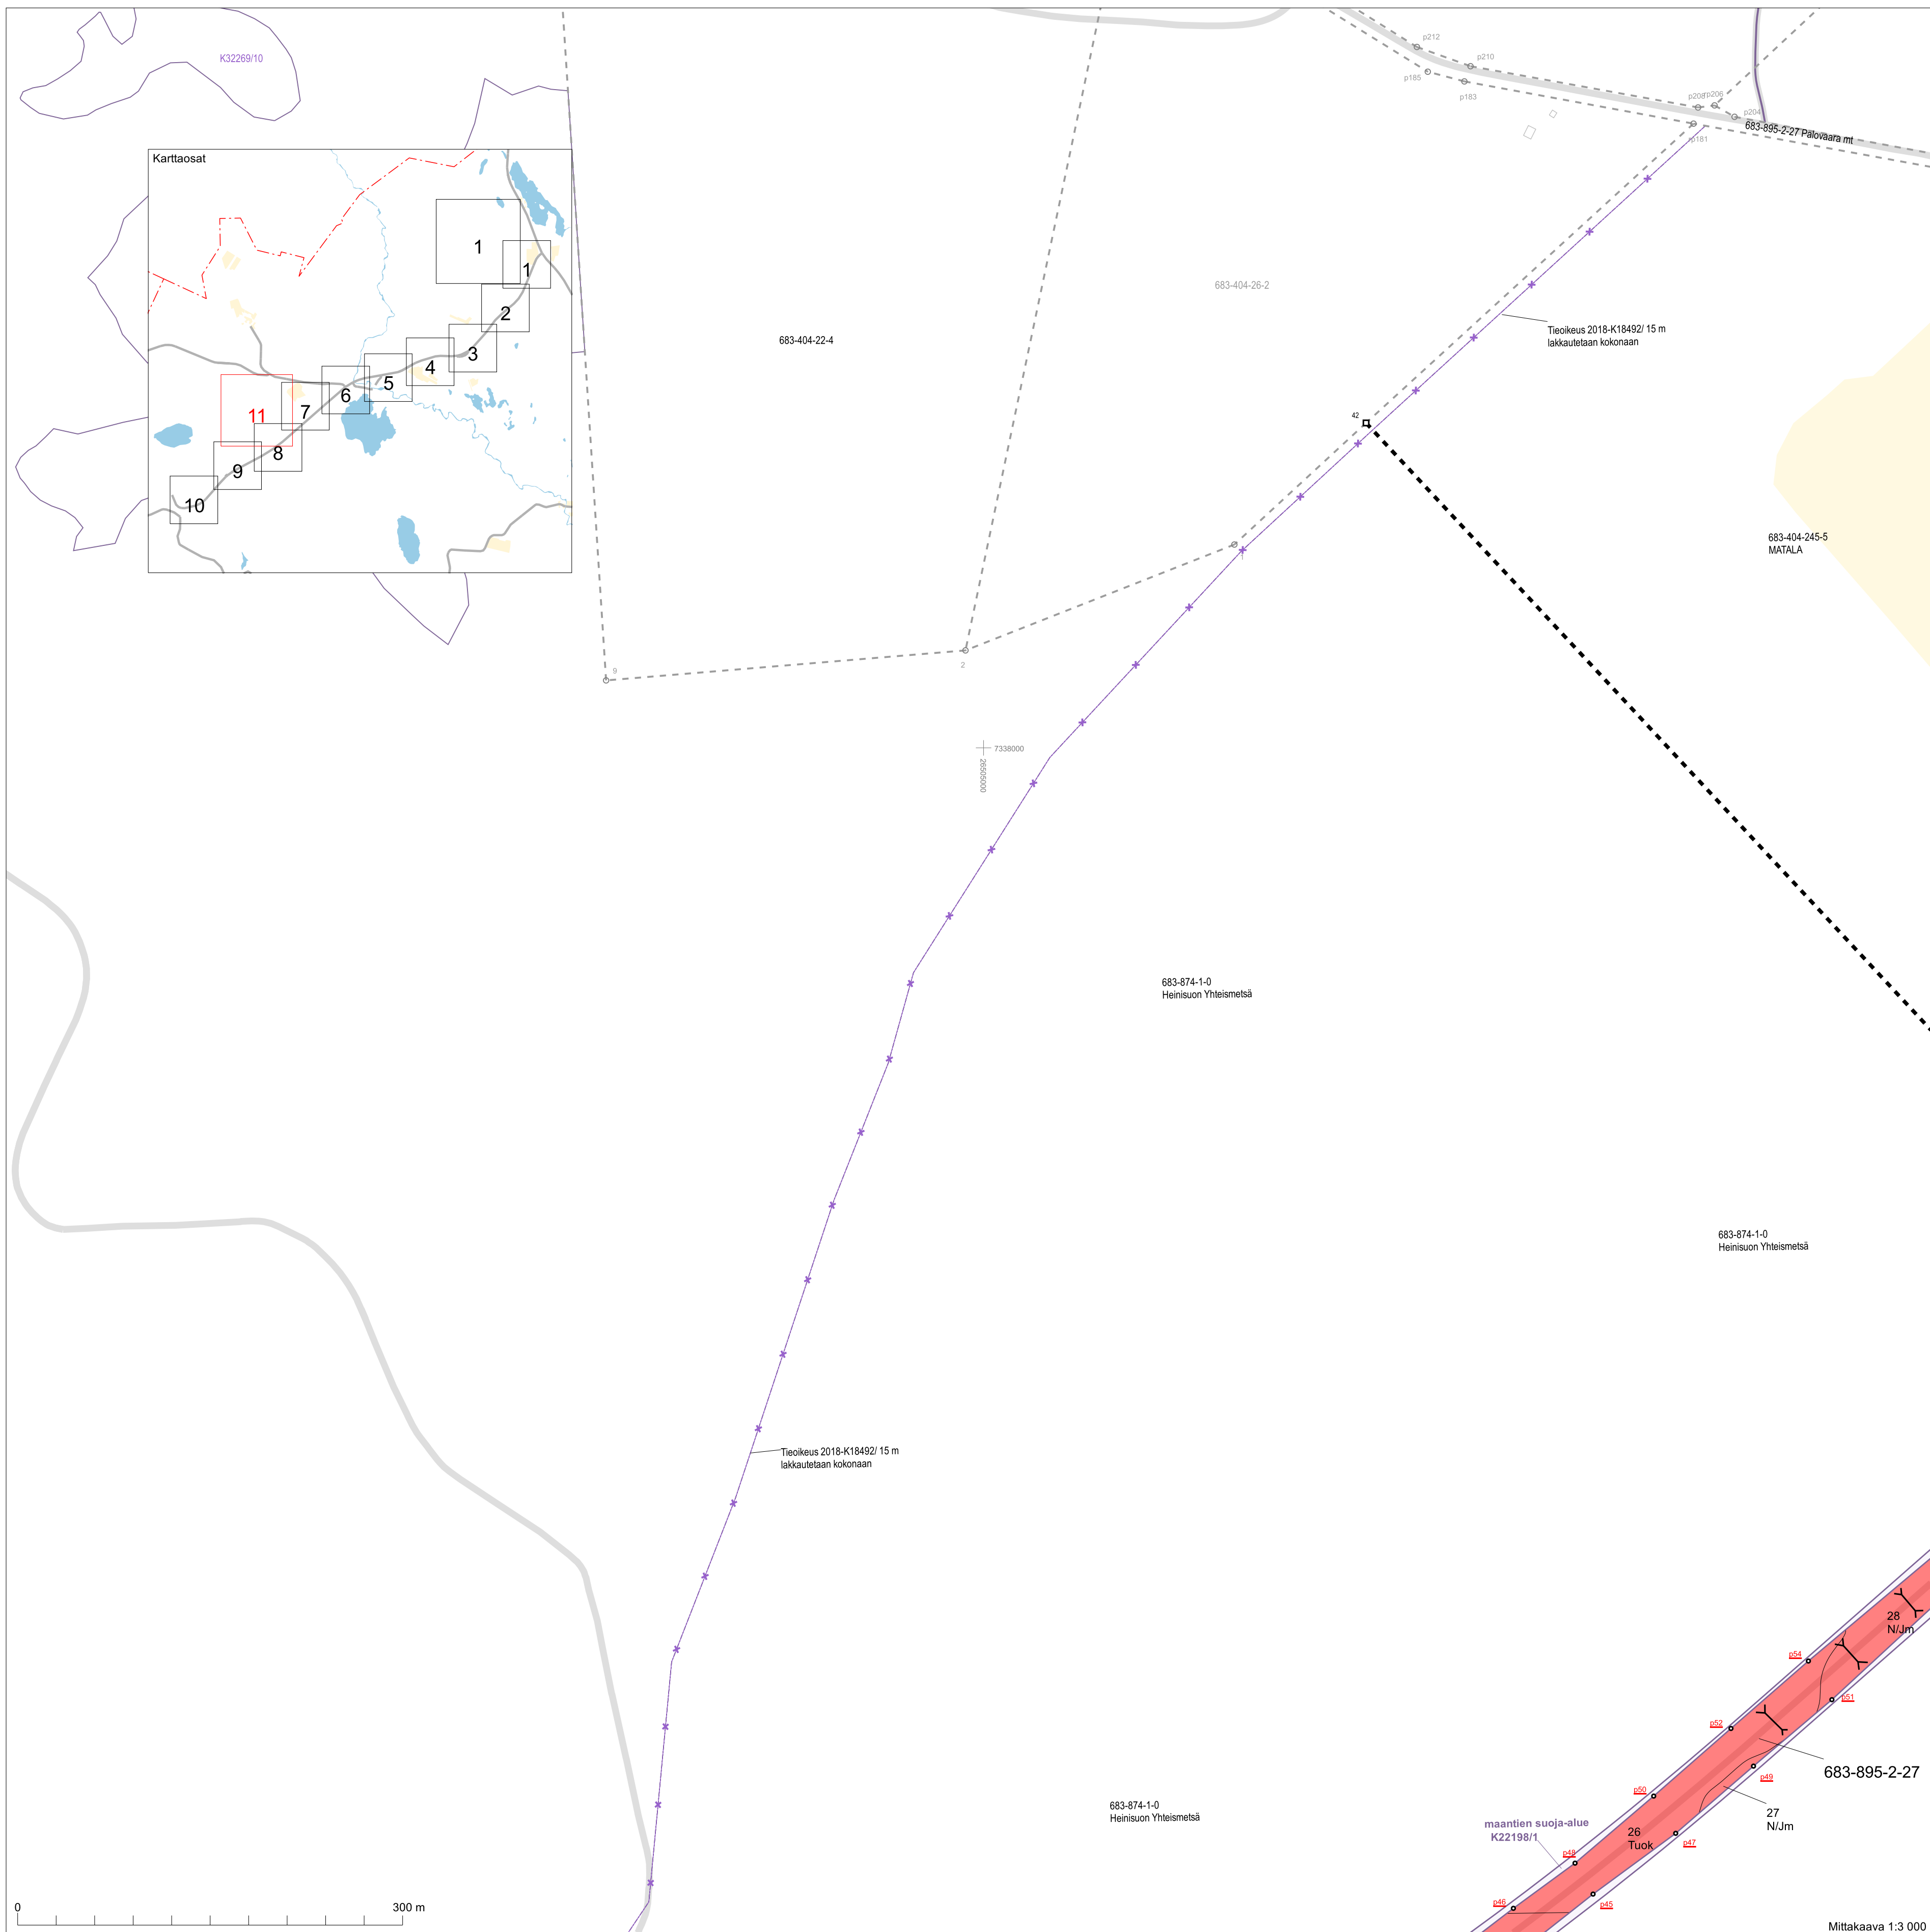 K32269/10
Karttaosat
1
1
2
3
4
5
6
7
8
9
10
11
p212
p210
p185
p183
p208
rp206
p204
rp181
683-895-2-27 Palovaara mt
683-404-26-2
683-404-22-4
Tieoikeus 2018-K18492/ 15 m
lakkautetaan kokonaan
42
683-404-245-5
MATALA
9
2
7338000
26505000
683-874-1-0
Heinisuon Yhteismetsä
683-874-1-0
Heinisuon Yhteismetsä
Tieoikeus 2018-K18492/ 15 m
lakkautetaan kokonaan
28
N/Jm
p54
p51
p52
683-895-2-27
p49
p50
27
N/Jm
683-874-1-0
Heinisuon Yhteismetsä
maantien suoja-alue
K22198/1
26
Tuok
p47
p48
p46
p45
0
300 m
Mittakaava 1:3 000